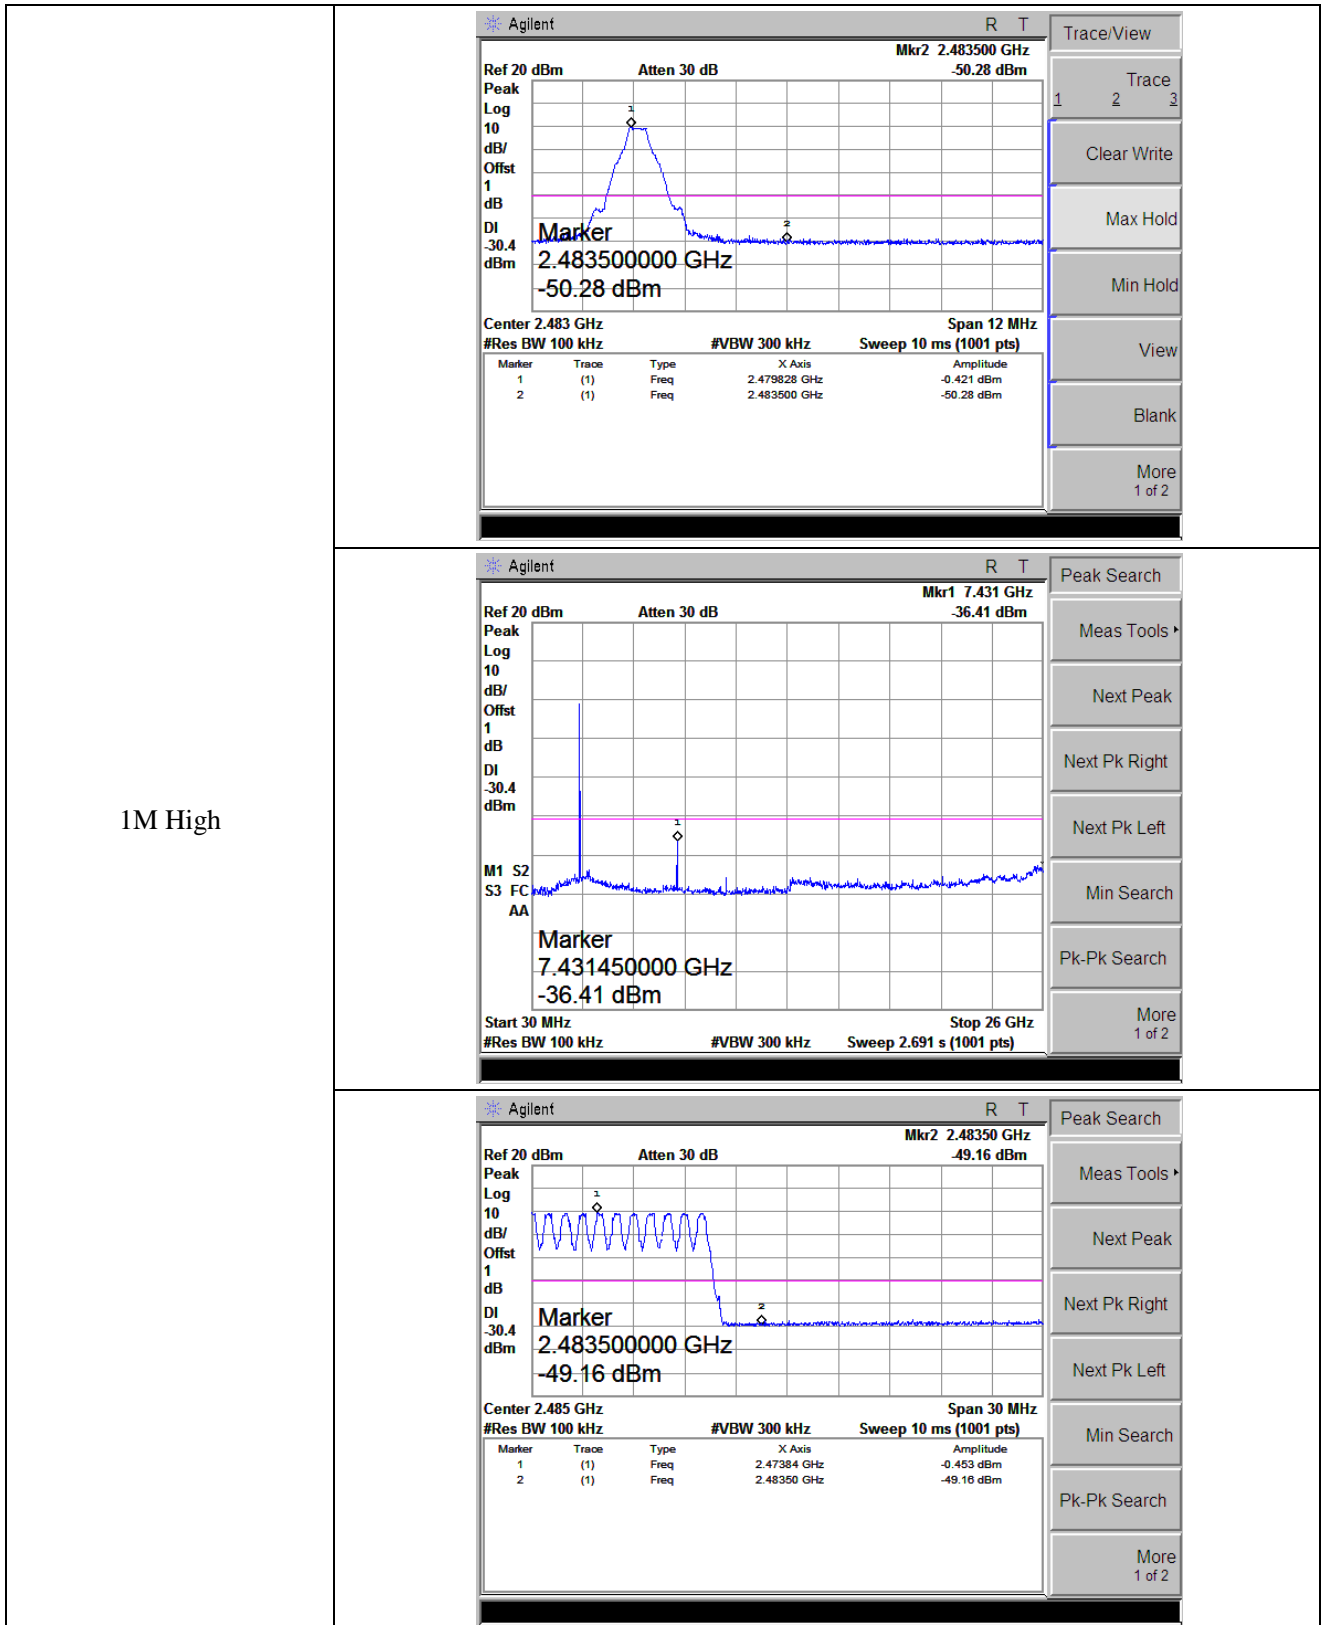 1M High
Agilent R T
Trace/View
Mkr2 2.483500 GHz
Ref 20 dBm Atten 30 dB -50.28 dBm
Peak
Log
10
dB/
Offst
1
dB
DI
-30.4
dBm
1
2
Marker
2.483500000 GHz
-50.28 dBm
Center 2.483 GHz Span 12 MHz
#Res BW 100 kHz #VBW 300 kHz Sweep 10 ms (1001 pts)
Marker Trace Type X Axis Amplitude
1 (1) Freq 2.479828 GHz -0.421 dBm
2 (1) Freq 2.483500 GHz -50.28 dBm
Trace
1 2 3
Clear Write
Max Hold
Min Hold
View
Blank
More
1 of 2
Agilent R T
Peak Search
Mkr1 7.431 GHz
Ref 20 dBm Atten 30 dB -36.41 dBm
Peak
Log
10
dB/
Offst
1
dB
DI
-30.4
dBm
1
M1 S2
S3 FC
AA
Marker
7.431450000 GHz
-36.41 dBm
Start 30 MHz Stop 26 GHz
#Res BW 100 kHz #VBW 300 kHz Sweep 2.691 s (1001 pts)
Meas Tools
Next Peak
Next Pk Right
Next Pk Left
Min Search
Pk-Pk Search
More
1 of 2
Agilent R T
Peak Search
Mkr2 2.48350 GHz
Ref 20 dBm Atten 30 dB -49.16 dBm
Peak
Log
10
dB/
Offst
1
dB
DI
-30.4
dBm
1
2
Marker
2.483500000 GHz
-49.16 dBm
Center 2.485 GHz Span 30 MHz
#Res BW 100 kHz #VBW 300 kHz Sweep 10 ms (1001 pts)
Marker Trace Type X Axis Amplitude
1 (1) Freq 2.47384 GHz -0.453 dBm
2 (1) Freq 2.48350 GHz -49.16 dBm
Meas Tools
Next Peak
Next Pk Right
Next Pk Left
Min Search
Pk-Pk Search
More
1 of 2